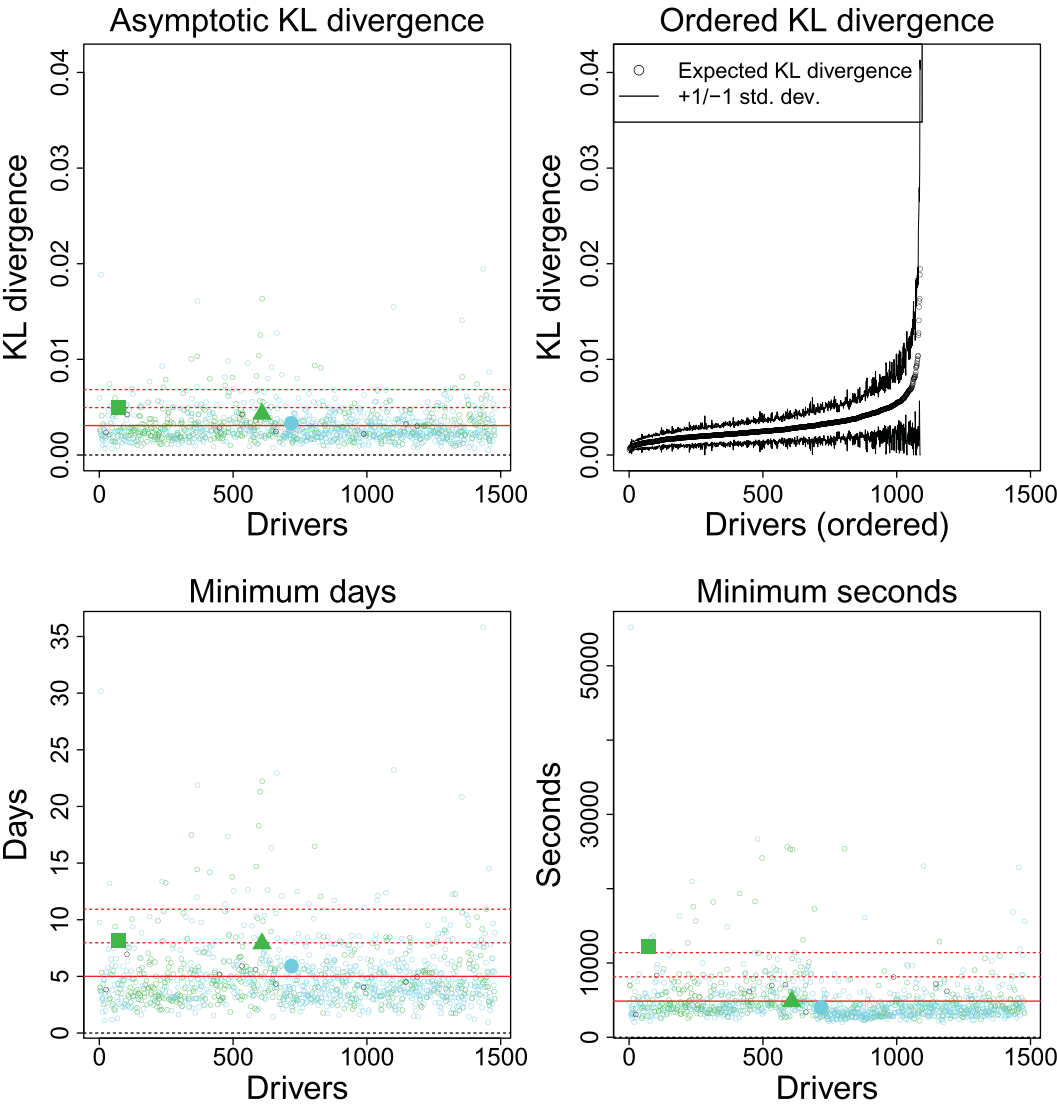 Asymptotic KL divergence
KL divergence
0.04
0.03
0.02
0.01
0.00
0 500 1000 1500
Drivers
Ordered KL divergence
Expected KL divergence
+1/−1 std. dev.
KL divergence
0.04
0.03
0.02
0.01
0.00
0 500 1000 1500
Drivers (ordered)
Minimum days
Days
35
30
25
20
15
10
5
0
0 500 1000 1500
Drivers
Minimum seconds
Seconds
50000
30000
10000
0
0 500 1000 1500
Drivers